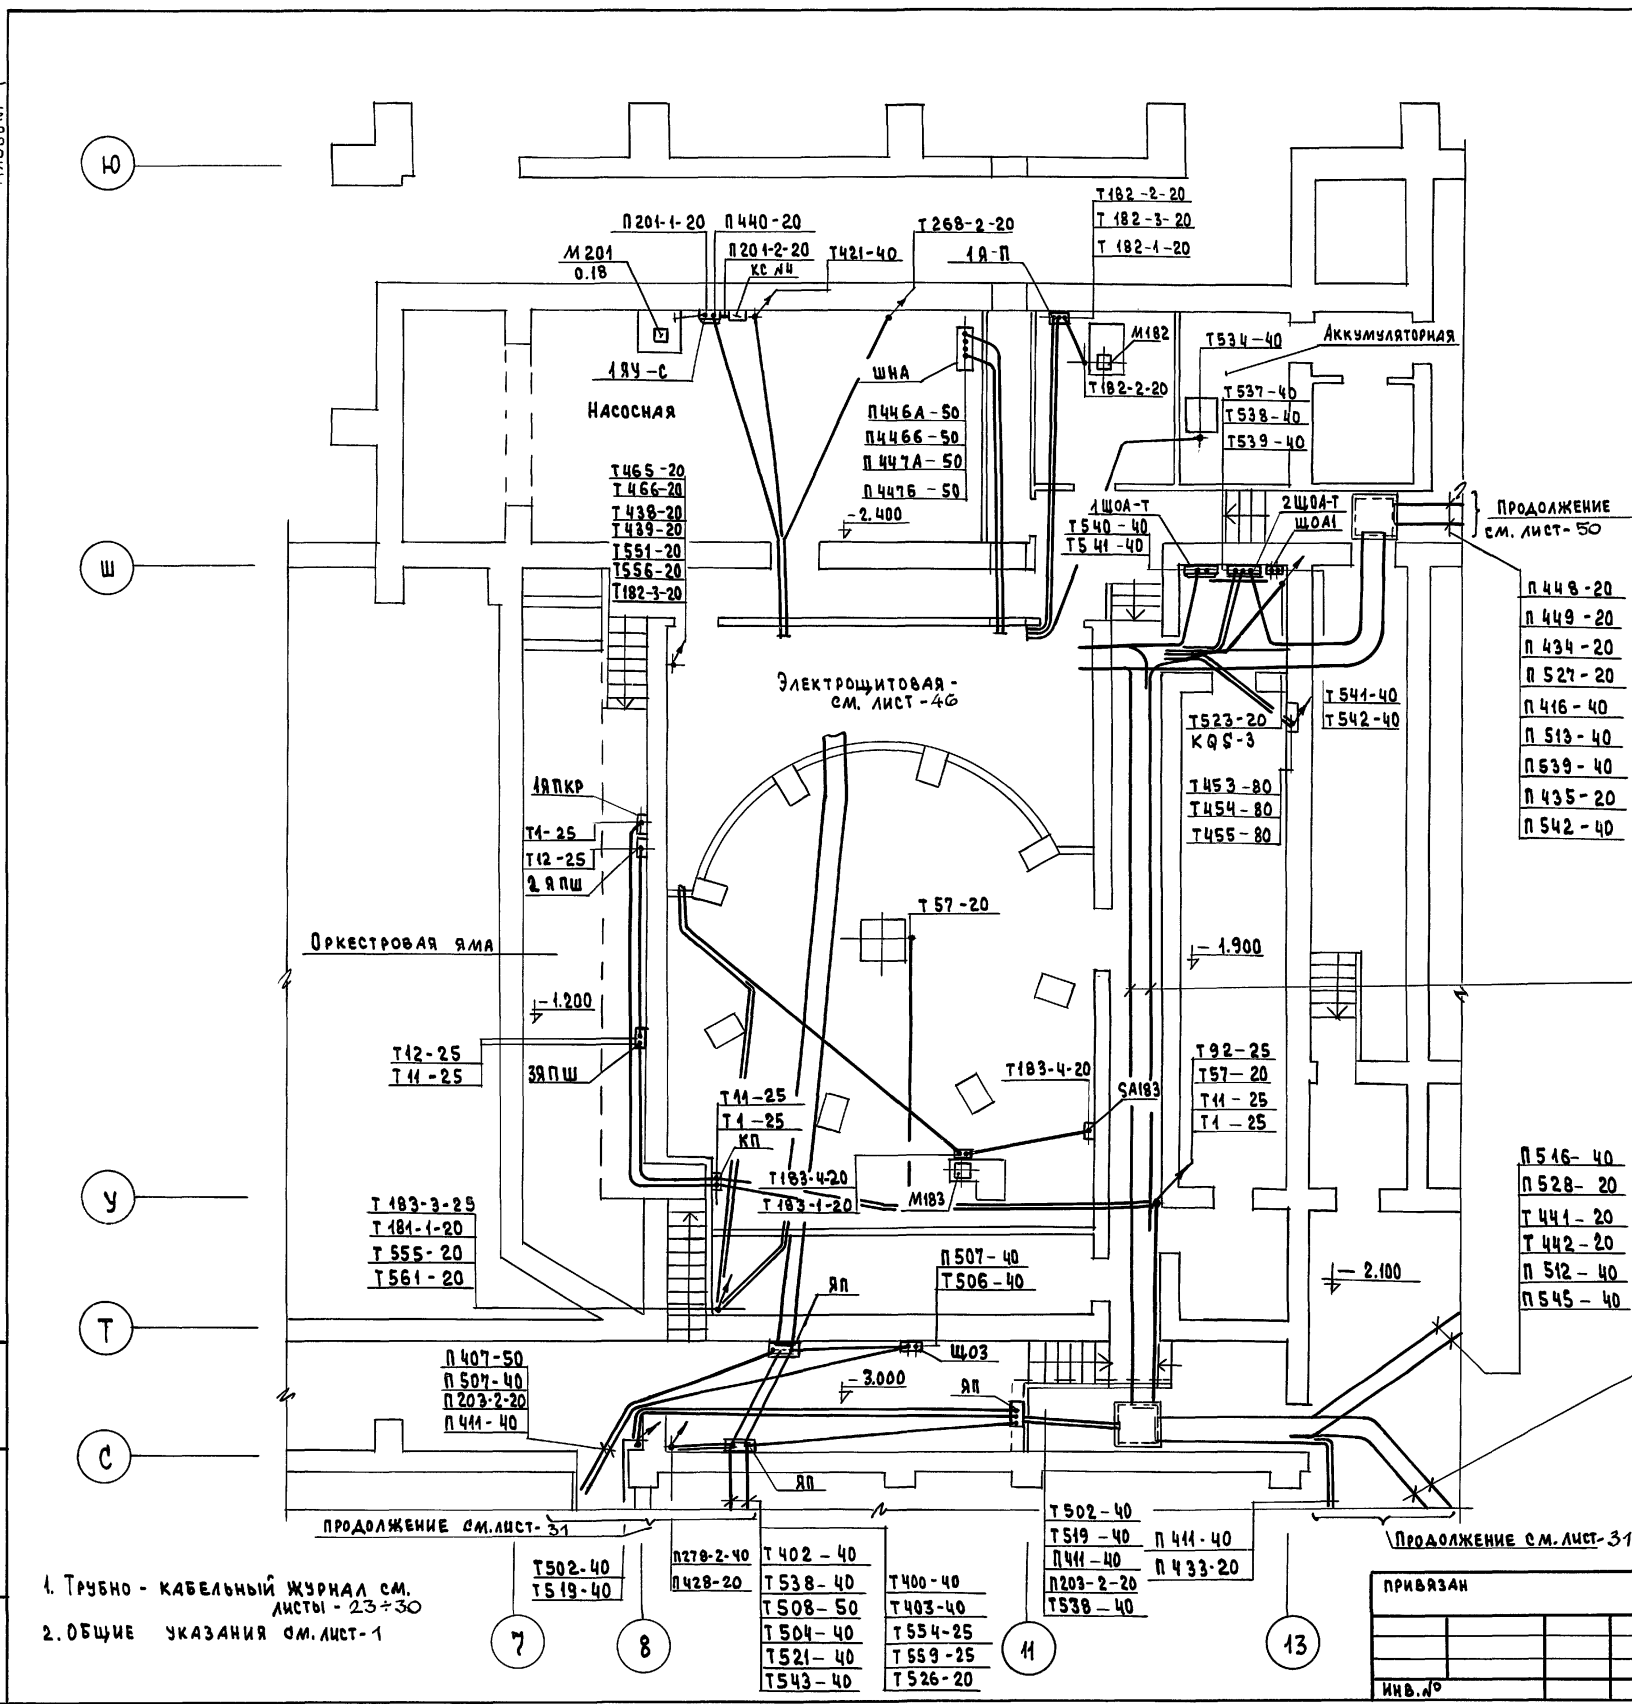 Ю
П201-1-20
П440-20
Т268-2-20
Т182-2-20
Т182-3-20
Т182-1-20
М201
0.18
П201-2-20
КС №4
Т421-40
1Я-П
М182
Т534-40
Аккумуляторная
1ЯУ-С
ШНА
Т182-2-20
Насосная
П446А-50
П446Б-50
П447А-50
П447Б-50
Т537-40
Т538-40
Т539-40
Т465-20
Т466-20
Т438-20
Т439-20
Т551-20
Т556-20
Т182-3-20
-2.400
1ЩОА-Т
Т540-40
Т541-40
2ЩОА-Т
ЩОА1
Продолжение
см. лист-50
Ш
П448-20
П449-20
П434-20
П527-20
П416-40
П513-40
П539-40
П435-20
П542-40
Электрощитовая-
см. лист-46
Т541-40
Т542-40
Т523-20
KQS-3
Т453-80
Т454-80
Т455-80
1ЯПКР
Т1-25
Т12-25
2ЯПШ
Т57-20
Оркестровая яма
-1.900
-1.200
Т12-25
Т11-25
3ЯПШ
Т183-4-20
SA183
Т92-25
Т57-20
Т11-25
Т1-25
Т11-25
Т1-25
КП
У
Т183-4-20
Т183-1-20
М183
П516-40
П528-20
Т441-20
Т442-20
П512-40
П545-40
Т183-3-25
Т181-1-20
Т555-20
Т561-20
П507-40
Т506-40
-2.100
ЯП
Т
ЩО3
П407-50
П507-40
П203-2-20
П411-40
-3.000
ЯП
С
ЯП
Продолжение см.лист-31
Т502-40
Т519-40
П411-40
П203-2-20
Т538-40
П411-40
П433-20
Продолжение см.лист-31
Т502-40
Т519-40
П278-2-40
П428-20
Т402-40
Т538-40
Т508-50
Т504-40
Т521-40
Т543-40
Т400-40
Т403-40
Т554-25
Т559-25
Т526-20
1. Трубно-кабельный журнал см.
листы-23÷30
2. Общие указания см.лист-1
7
8
11
13
Привязан
Инв.№